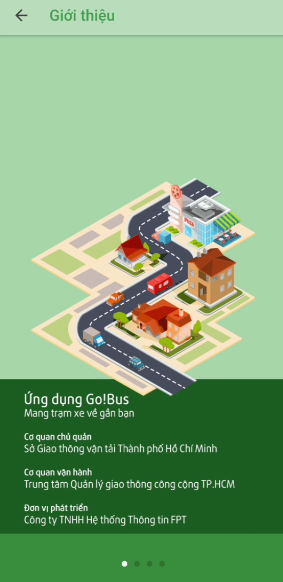 Giới thiệu
Pizza
Ứng dụng Go!Bus
Mang trạm xe về gần bạn
Cơ quan chủ quản
Sở Giao thông vận tải Thành phố Hồ Chí Minh
Cơ quan vận hành
Trung tâm Quản lý giao thông công cộng TP.HCM
Đơn vị phát triển
Công ty TNHH Hệ thống Thông tin FPT